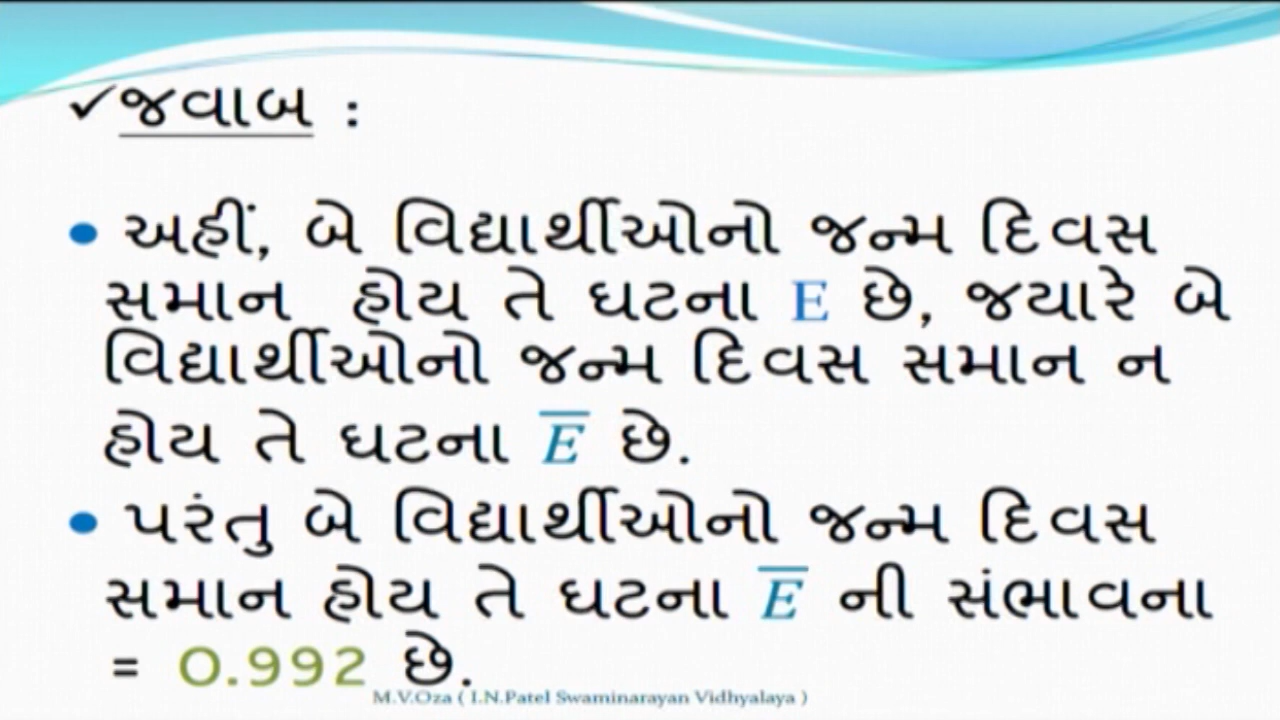 ✓જવાબ :
• અહીં, બે વિદ્યાર્થીઓનો જન્મ દિવસ
સમાન હોય તે ઘટના E છે, જયારે બે
વિદ્યાર્થીઓનો જન્મ દિવસ સમાન ન
હોય તે ઘટના E̅ છે.
• પરંતુ બે વિદ્યાર્થીઓનો જન્મ દિવસ
સમાન હોય તે ઘટના E̅ ની સંભાવના
= 0.992 છે.
M.V.Oza ( I.N.Patel Swaminarayan Vidhyalaya )